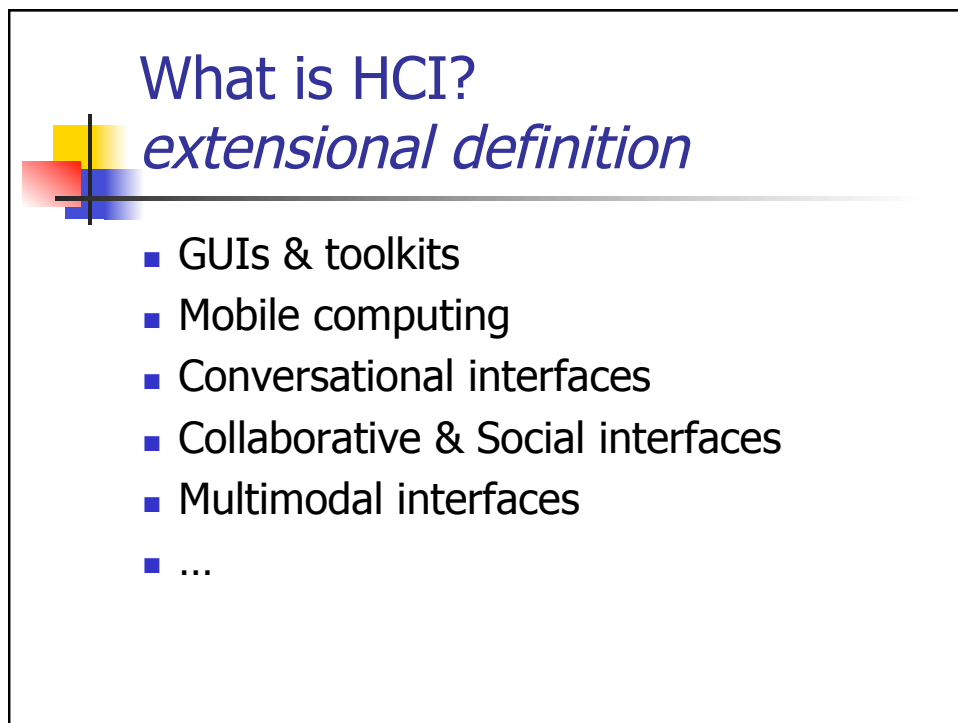 What is HCI?
extensional definition
GUIs & toolkits
Mobile computing
Conversational interfaces
Collaborative & Social interfaces
Multimodal interfaces
…